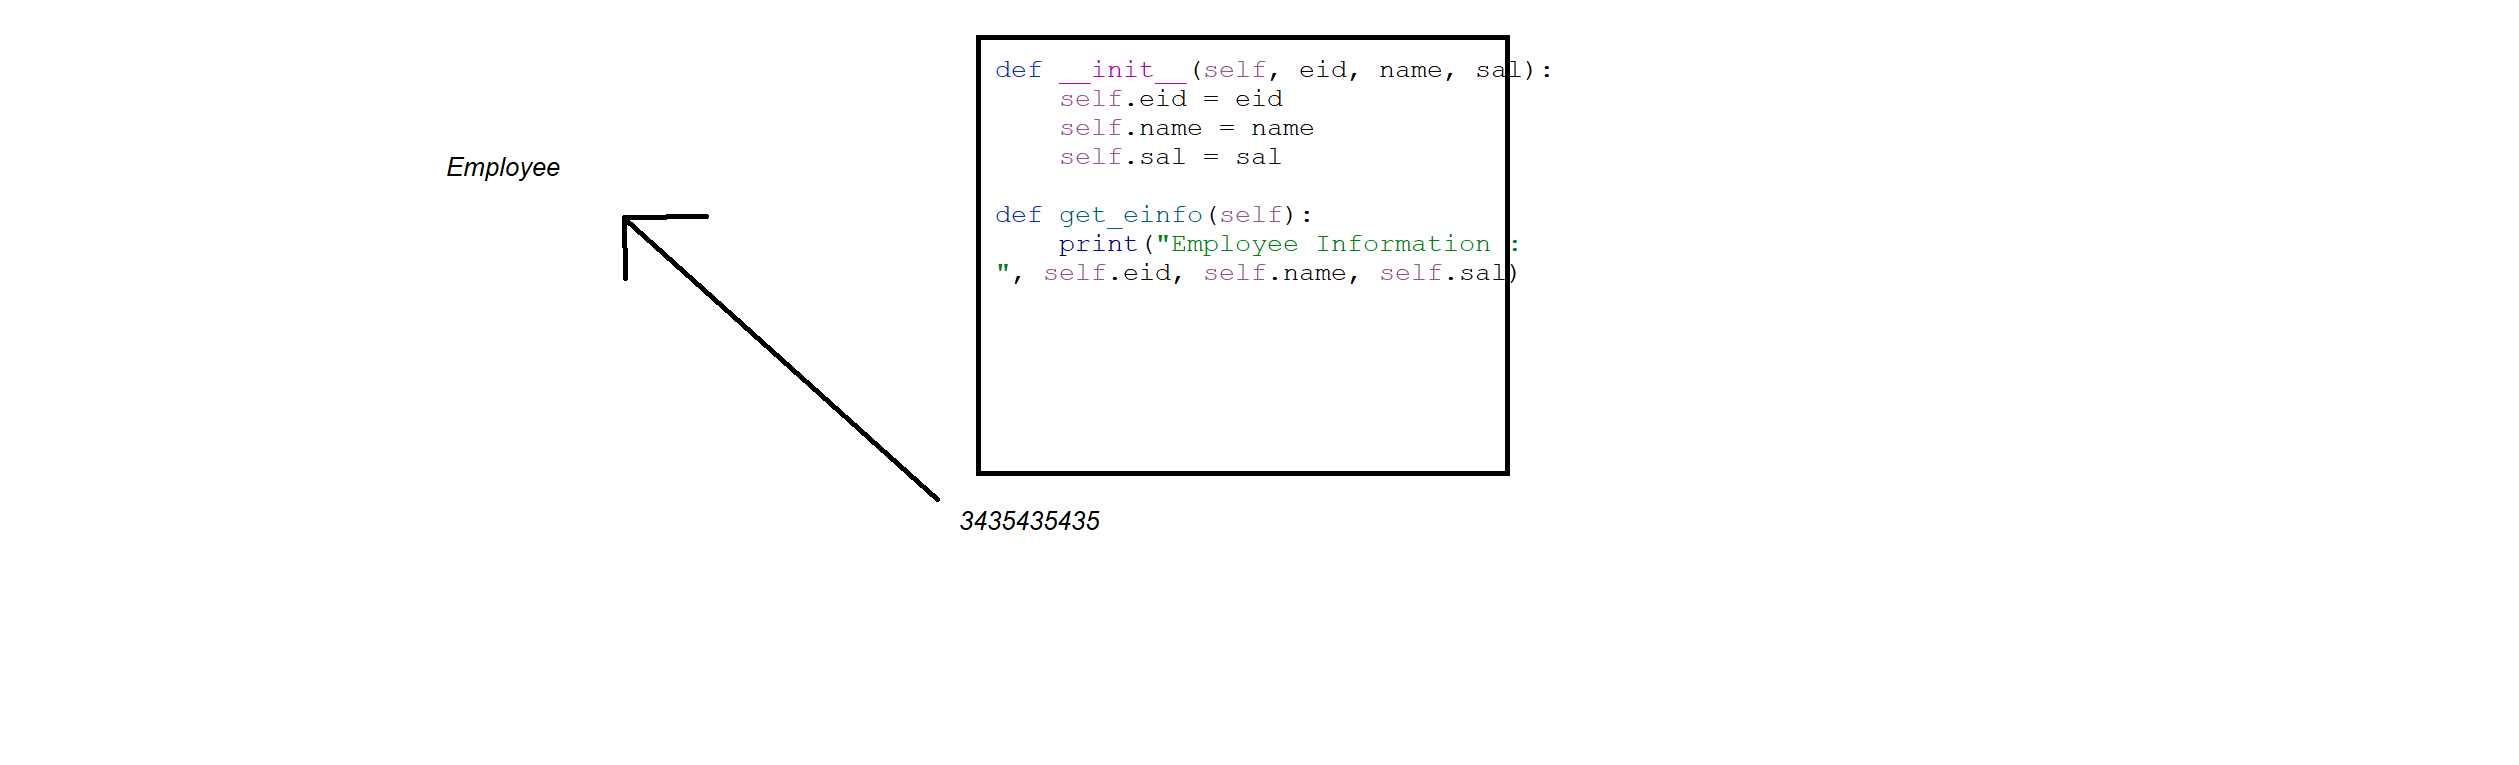 def __init__(self, eid, name, sal):
    self.eid = eid
    self.name = name
    self.sal = sal
Employee
def get_einfo(self):
    print("Employee Information :
", self.eid, self.name, self.sal)
3435435435